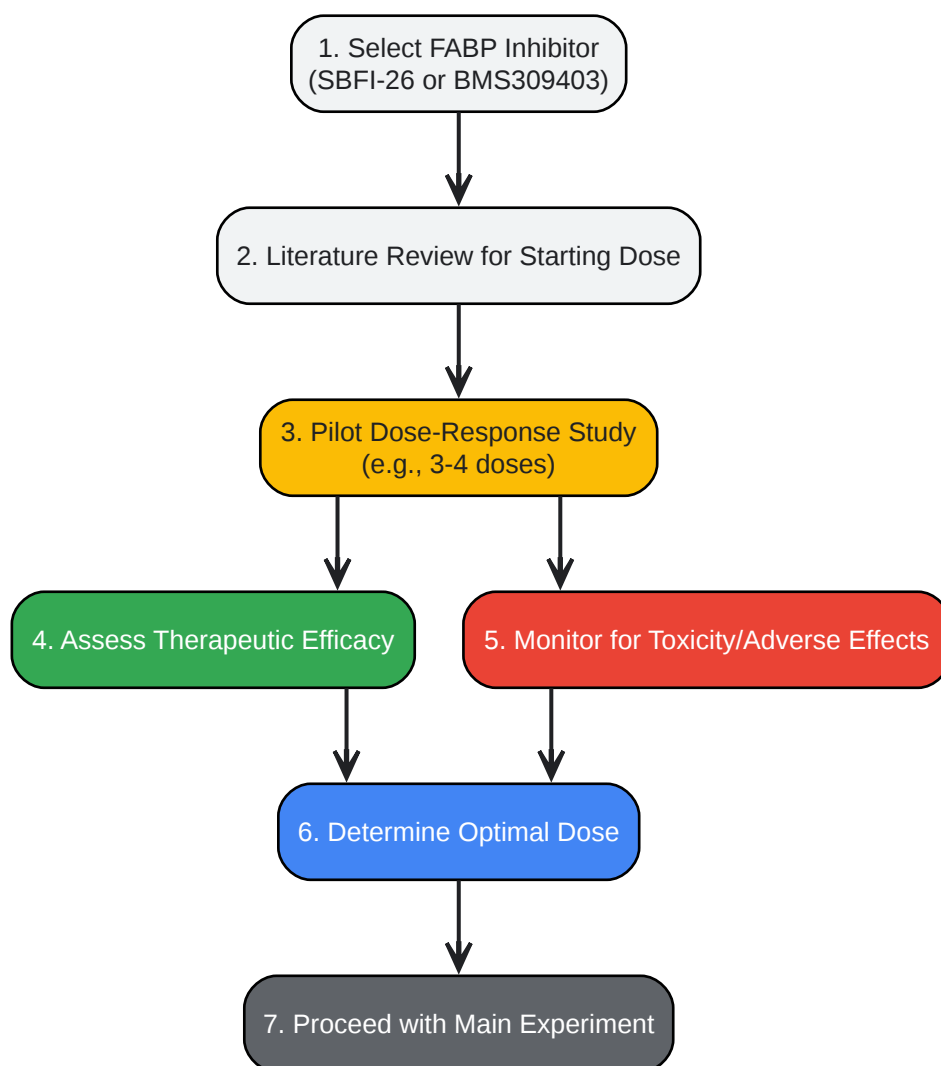 1. Select FABP Inhibitor
(SBFI-26 or BMS309403)
2. Literature Review for Starting Dose
3. Pilot Dose-Response Study
(e.g., 3-4 doses)
4. Assess Therapeutic Efficacy
5. Monitor for Toxicity/Adverse Effects
6. Determine Optimal Dose
7. Proceed with Main Experiment